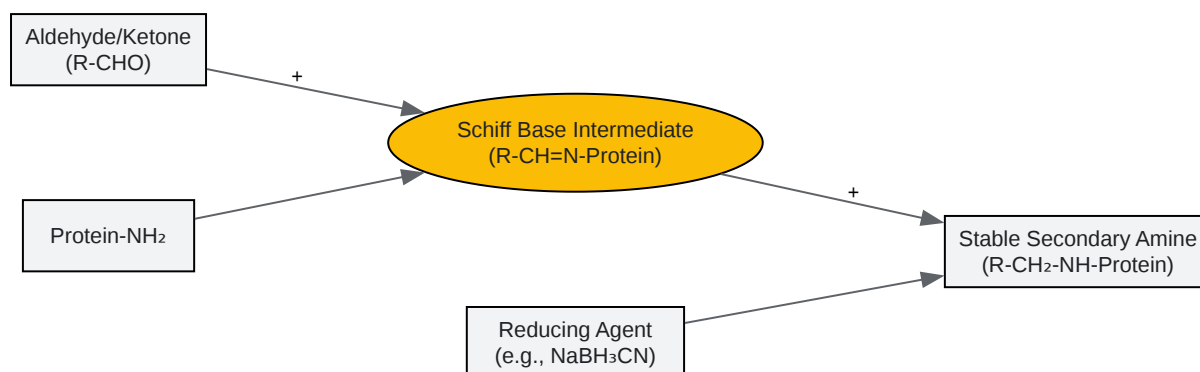 Aldehyde/Ketone
(R-CHO)
+
Schiff Base Intermediate
(R-CH=N-Protein)
+
Protein-NH₂
Stable Secondary Amine
(R-CH₂-NH-Protein)
Reducing Agent
(e.g., NaBH₃CN)